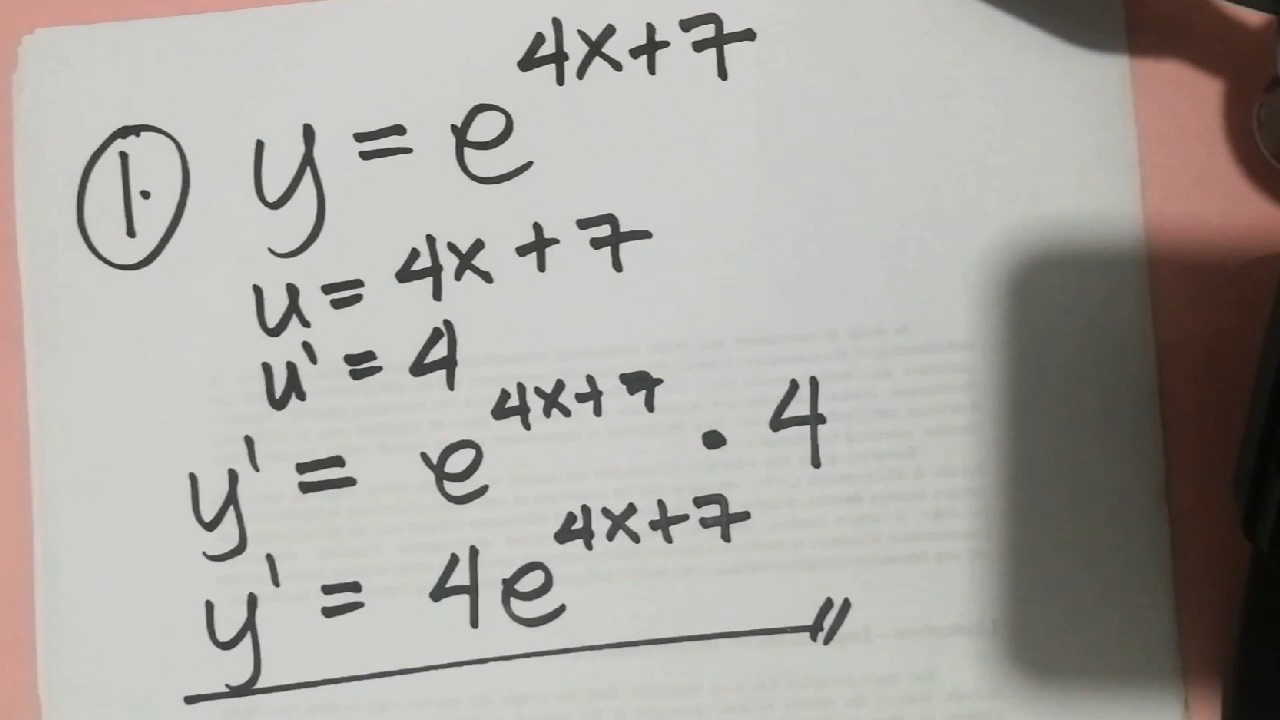 1. y = e^{4x+7}
u = 4x + 7
u' = 4
y' = e^{4x+7} · 4
y' = 4e^{4x+7} //